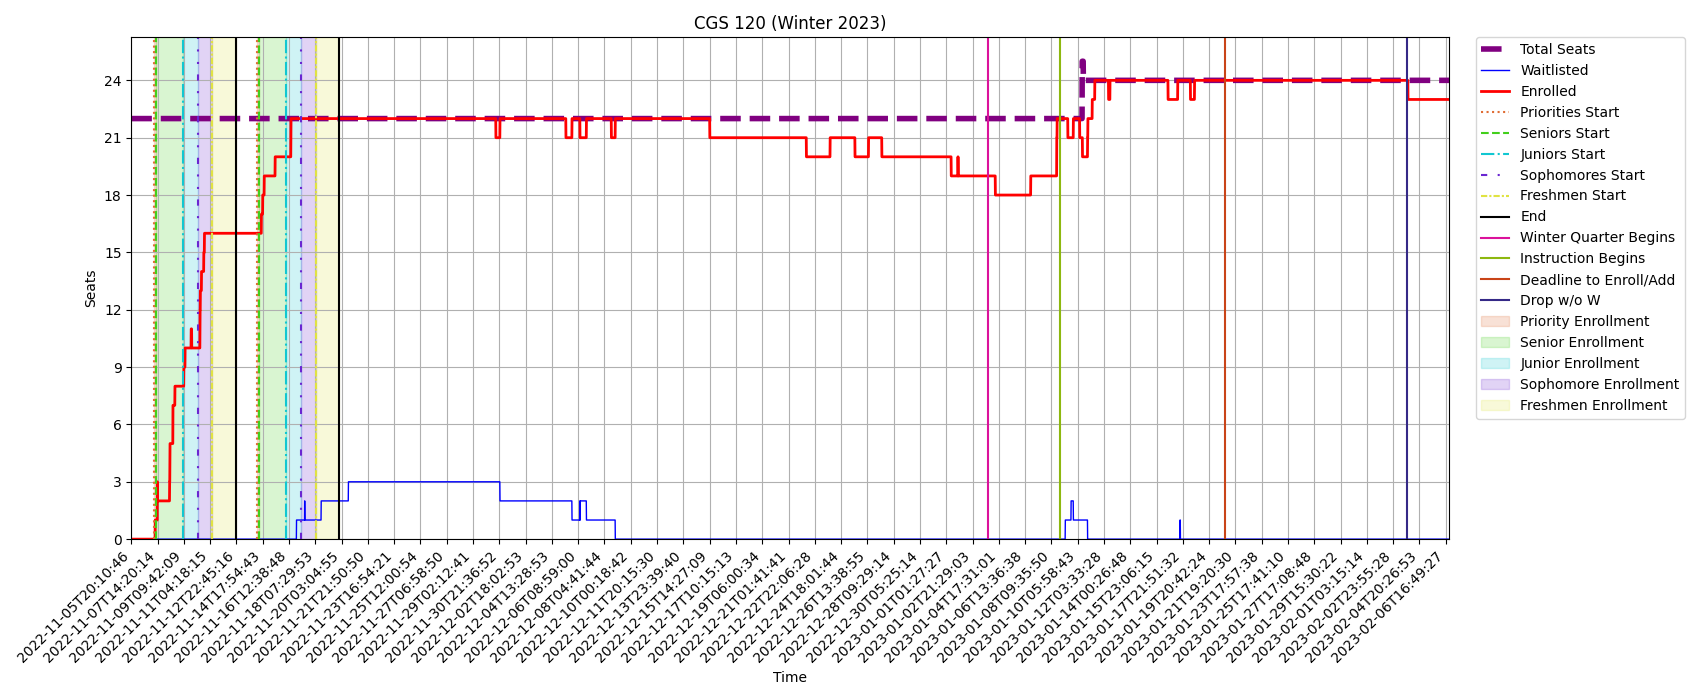 CGS 120 (Winter 2023)
Seats
24
21
18
15
12
9
6
3
0
2022-11-05T20:10:46
2022-11-07T14:20:14
2022-11-09T09:42:09
2022-11-11T04:18:15
2022-11-12T22:45:16
2022-11-14T17:54:43
2022-11-16T12:38:48
2022-11-18T07:29:53
2022-11-20T03:04:55
2022-11-21T21:50:50
2022-11-23T16:54:21
2022-11-25T12:00:54
2022-11-27T06:58:50
2022-11-29T02:12:41
2022-11-30T21:36:52
2022-12-02T18:02:53
2022-12-04T13:28:53
2022-12-06T08:59:00
2022-12-08T04:41:44
2022-12-10T00:18:42
2022-12-11T20:15:30
2022-12-13T23:39:40
2022-12-15T14:27:09
2022-12-17T10:15:13
2022-12-19T06:00:34
2022-12-21T01:41:41
2022-12-22T22:06:28
2022-12-24T18:01:44
2022-12-26T13:38:55
2022-12-28T09:29:14
2022-12-30T05:25:14
2023-01-01T01:27:27
2023-01-02T21:29:03
2023-01-04T17:31:01
2023-01-06T13:36:38
2023-01-08T09:35:50
2023-01-10T05:58:43
2023-01-12T03:33:28
2023-01-14T00:26:48
2023-01-15T23:06:15
2023-01-17T21:51:32
2023-01-19T20:42:24
2023-01-21T19:20:30
2023-01-23T17:57:38
2023-01-25T17:41:10
2023-01-27T17:08:48
2023-01-29T15:30:22
2023-02-01T03:15:14
2023-02-02T23:55:28
2023-02-04T20:26:53
2023-02-06T16:49:27
Time
Total Seats
Waitlisted
Enrolled
Priorities Start
Seniors Start
Juniors Start
Sophomores Start
Freshmen Start
End
Winter Quarter Begins
Instruction Begins
Deadline to Enroll/Add
Drop w/o W
Priority Enrollment
Senior Enrollment
Junior Enrollment
Sophomore Enrollment
Freshmen Enrollment